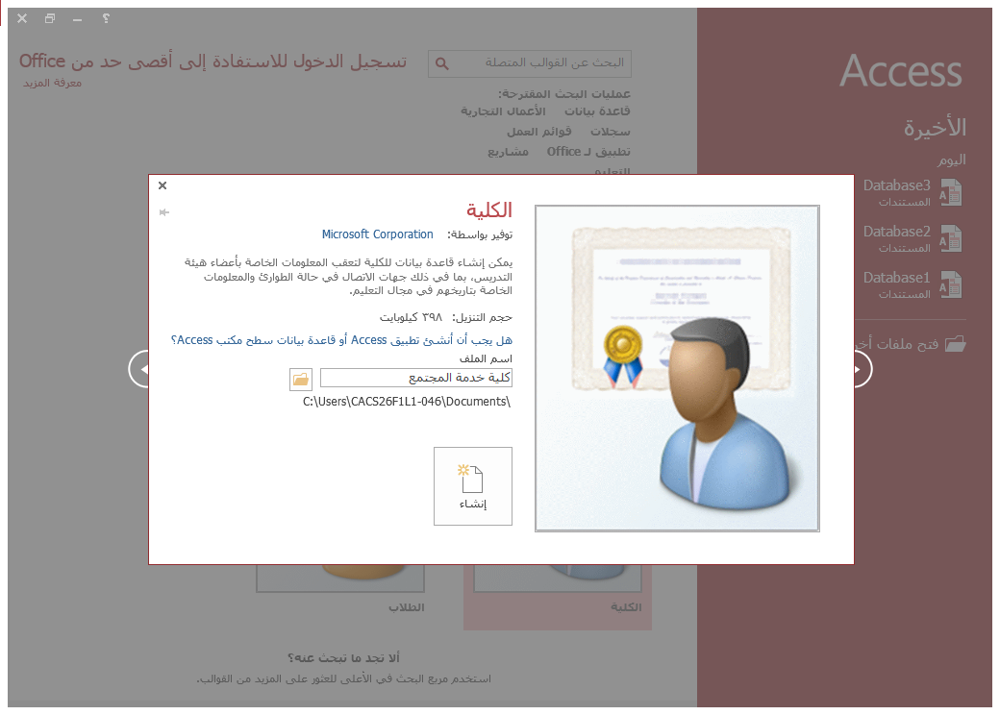 Access
الأخيرة
اليوم
Database3
المستندات
Database2
المستندات
Database1
المستندات
فتح ملفات أخر
تسجيل الدخول للاستفادة إلى أقصى حد من Office
معرفة المزيد
البحث عن القوالب المتصلة
عمليات البحث المقترحة:
قاعدة بيانات الأعمال التجارية
سجلات قوائم العمل
تطبيق لـ Office مشاريع
التعليم
الكلية
توفير بواسطة: Microsoft Corporation
يمكن إنشاء قاعدة بيانات للكلية لتعقب المعلومات الخاصة بأعضاء هيئة
التدريس، بما في ذلك جهات الاتصال في حالة الطوارئ والمعلومات
الخاصة بتاريخهم في مجال التعليم.
حجم التنزيل: ٣٩٨ كيلوبايت
هل يجب أن أنشئ تطبيق Access أو قاعدة بيانات سطح مكتب Access؟
اسم الملف
كلية خدمة المجتمع
C:\Users\CACS26F1L1-046\Documents\
إنشاء
الكلية
الطلاب
ألا تجد ما تبحث عنه؟
استخدم مربع البحث في الأعلى للعثور على المزيد من القوالب.